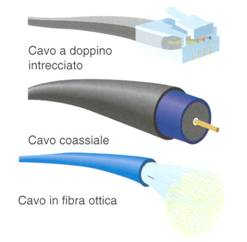 Cavo a doppino
intrecciato
Cavo coassiale
Cavo in fibra ottica